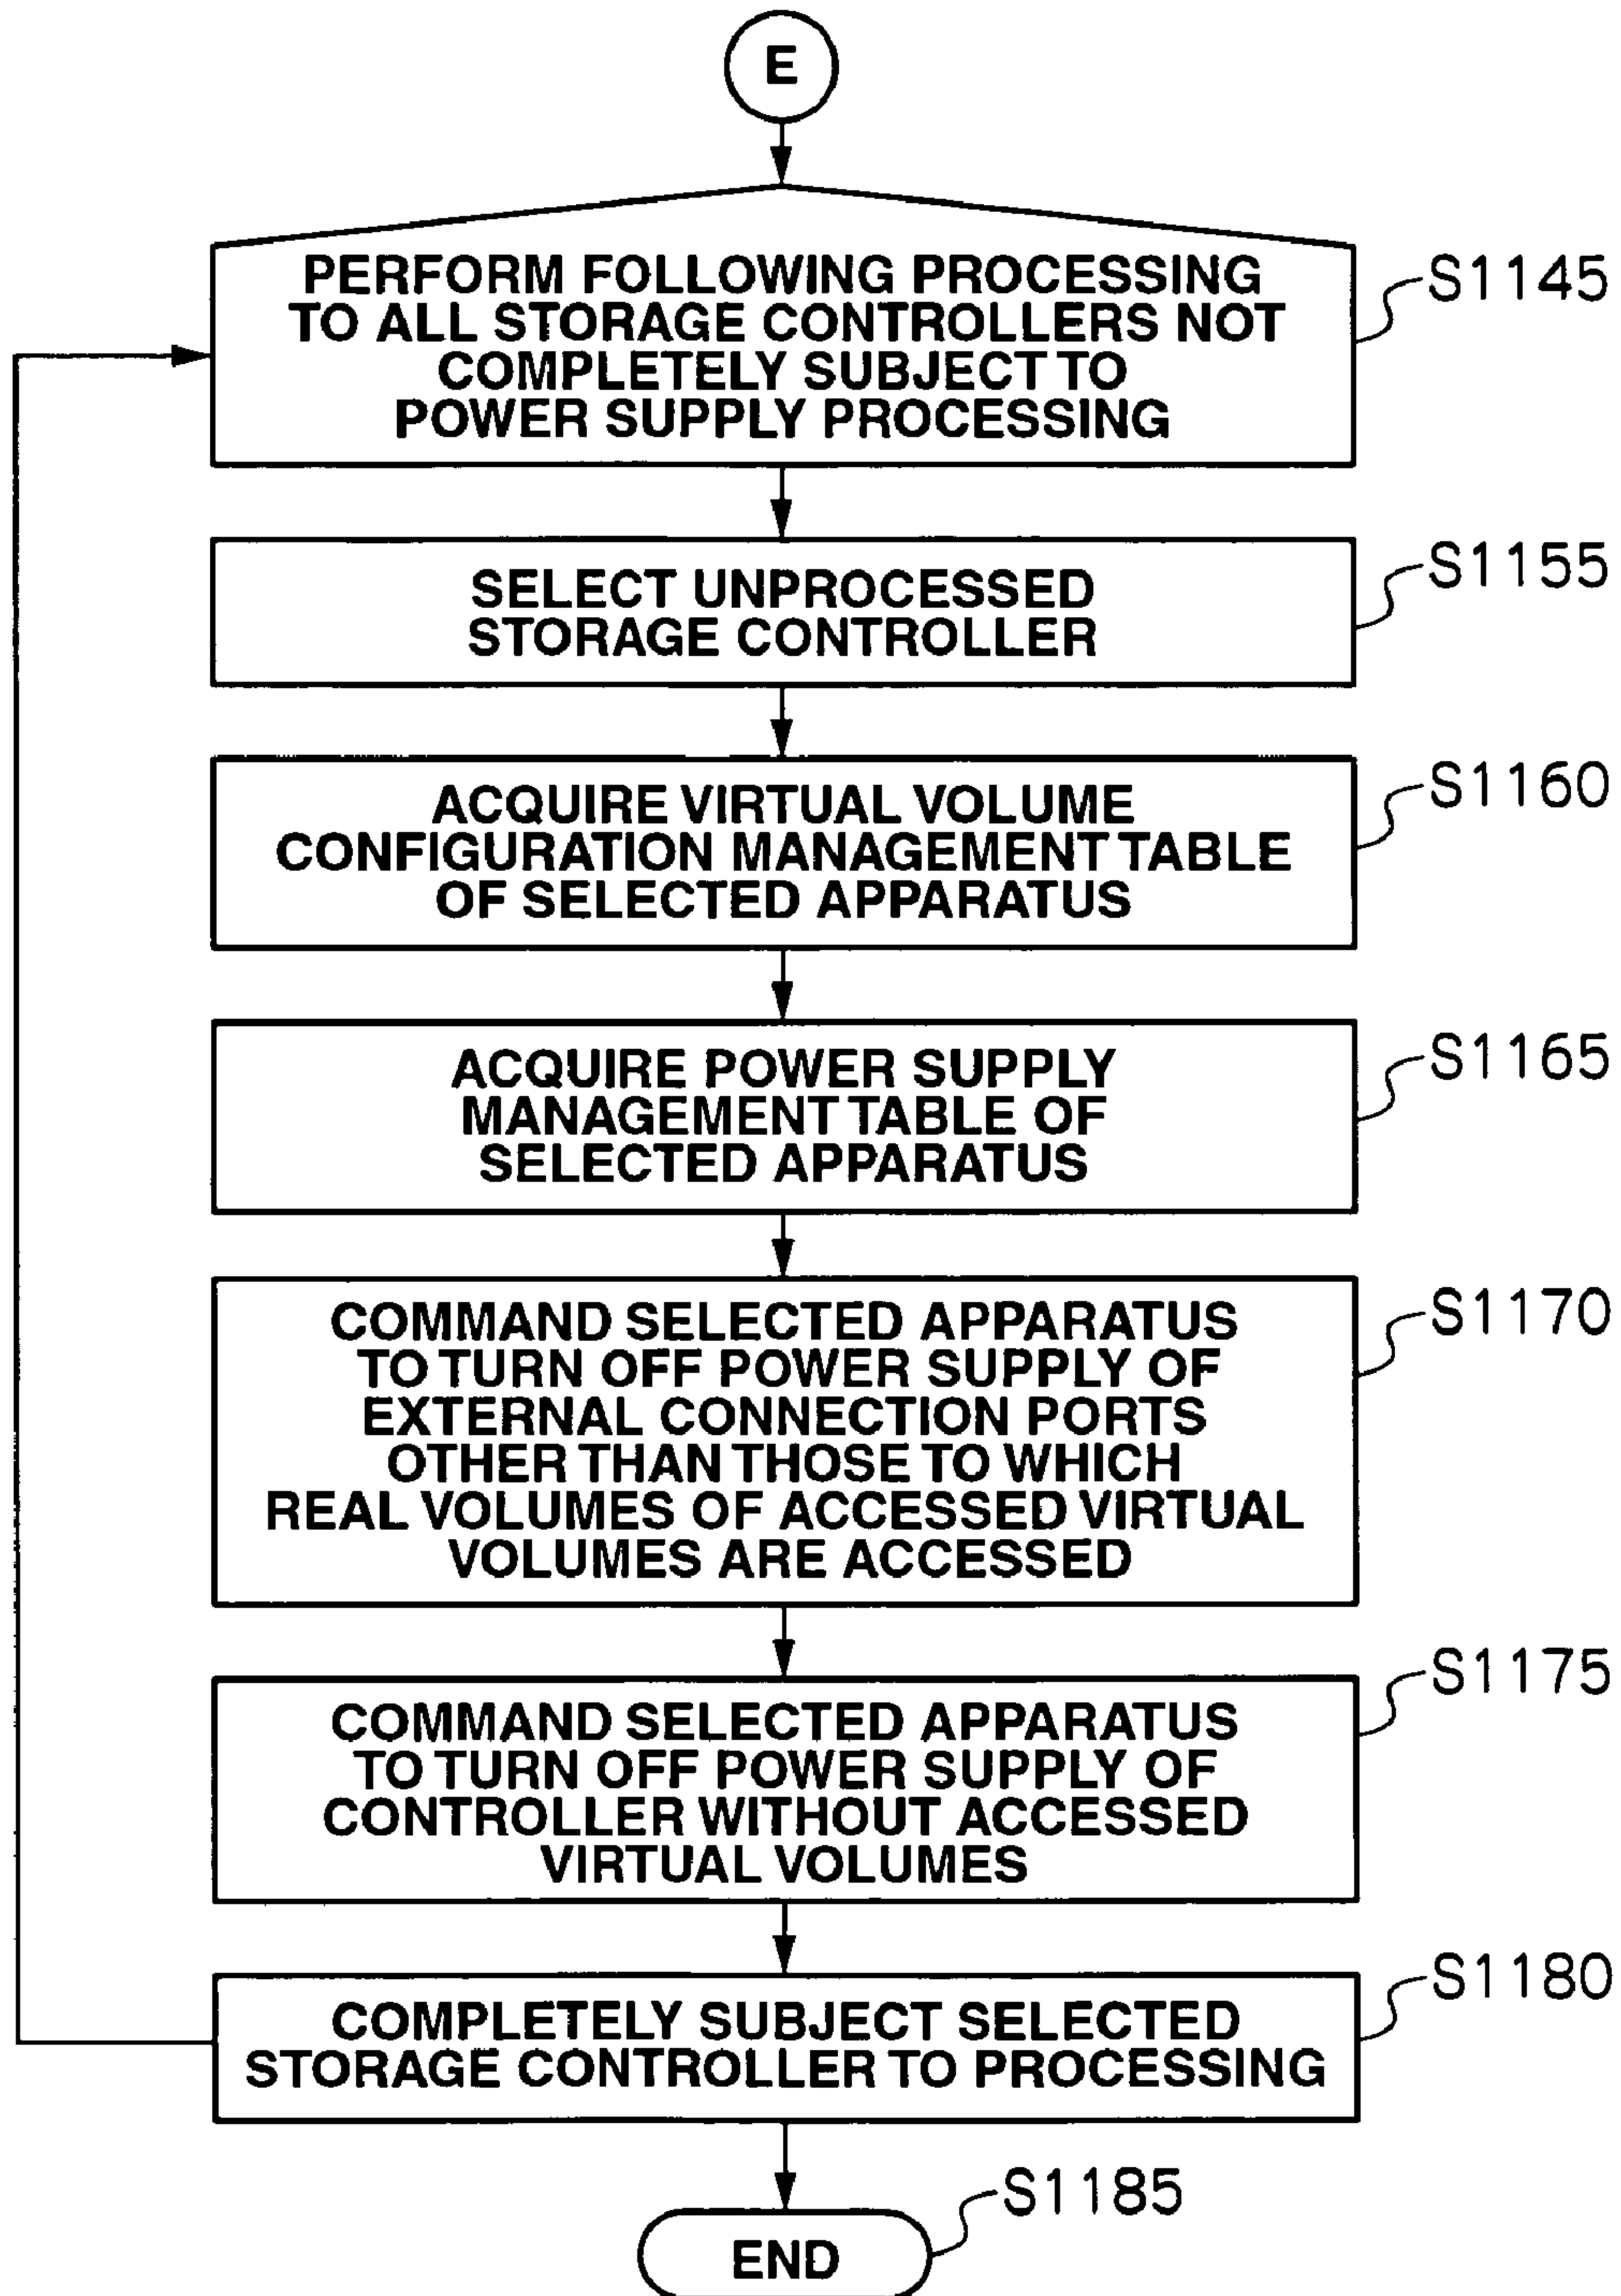 E
PERFORM FOLLOWING PROCESSING
TO ALL STORAGE CONTROLLERS NOT
COMPLETELY SUBJECT TO
POWER SUPPLY PROCESSING
S1145
SELECT UNPROCESSED
STORAGE CONTROLLER
S1155
ACQUIRE VIRTUAL VOLUME
CONFIGURATION MANAGEMENT TABLE
OF SELECTED APPARATUS
S1160
ACQUIRE POWER SUPPLY
MANAGEMENT TABLE OF
SELECTED APPARATUS
S1165
COMMAND SELECTED APPARATUS
TO TURN OFF POWER SUPPLY OF
EXTERNAL CONNECTION PORTS
OTHER THAN THOSE TO WHICH
REAL VOLUMES OF ACCESSED VIRTUAL
VOLUMES ARE ACCESSED
S1170
COMMAND SELECTED APPARATUS
TO TURN OFF POWER SUPPLY OF
CONTROLLER WITHOUT ACCESSED
VIRTUAL VOLUMES
S1175
COMPLETELY SUBJECT SELECTED
STORAGE CONTROLLER TO PROCESSING
S1180
END
S1185